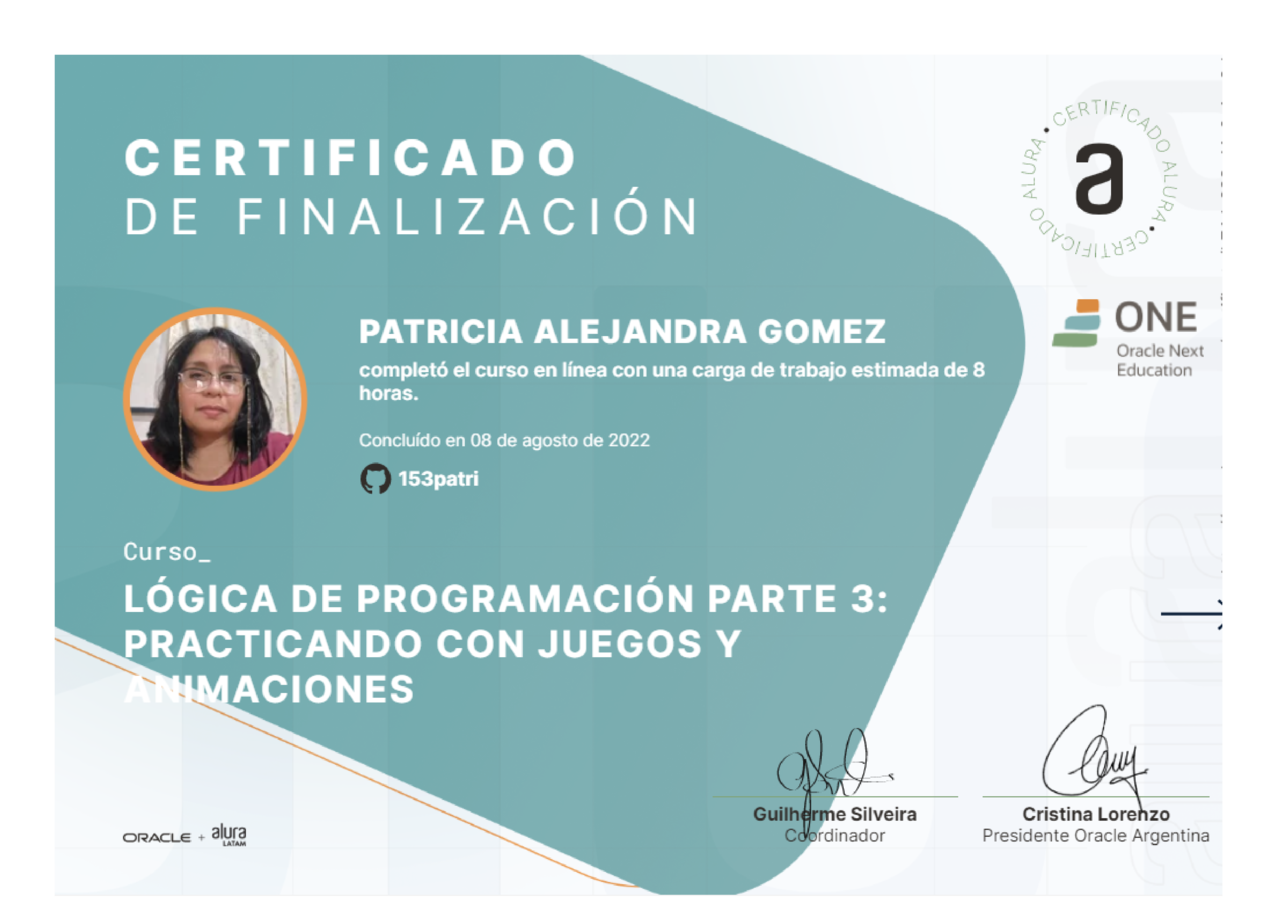 CERTIFICADO
DE FINALIZACIÓN
CERTIFICADO ALURA • CERTIFICADO ALURA •
a
ONE
Oracle Next
Education
PATRICIA ALEJANDRA GOMEZ
completó el curso en línea con una carga de trabajo estimada de 8
horas.
Concluído en 08 de agosto de 2022
153patri
Curso_
LÓGICA DE PROGRAMACIÓN PARTE 3:
PRACTICANDO CON JUEGOS Y
ANIMACIONES
Guilherme Silveira
Coordinador
Cristina Lorenzo
Presidente Oracle Argentina
ORACLE + alura
LATAM